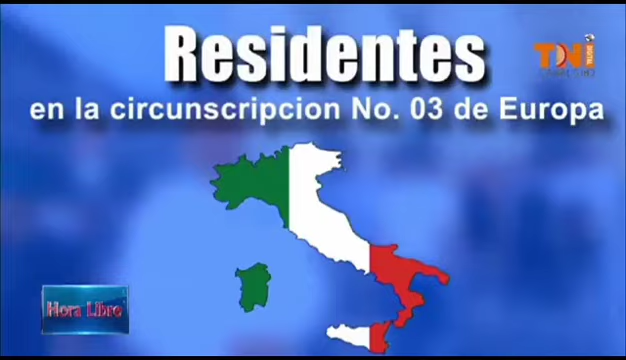 Residentes
en la circunscripcion No. 03 de Europa
Hora Libre